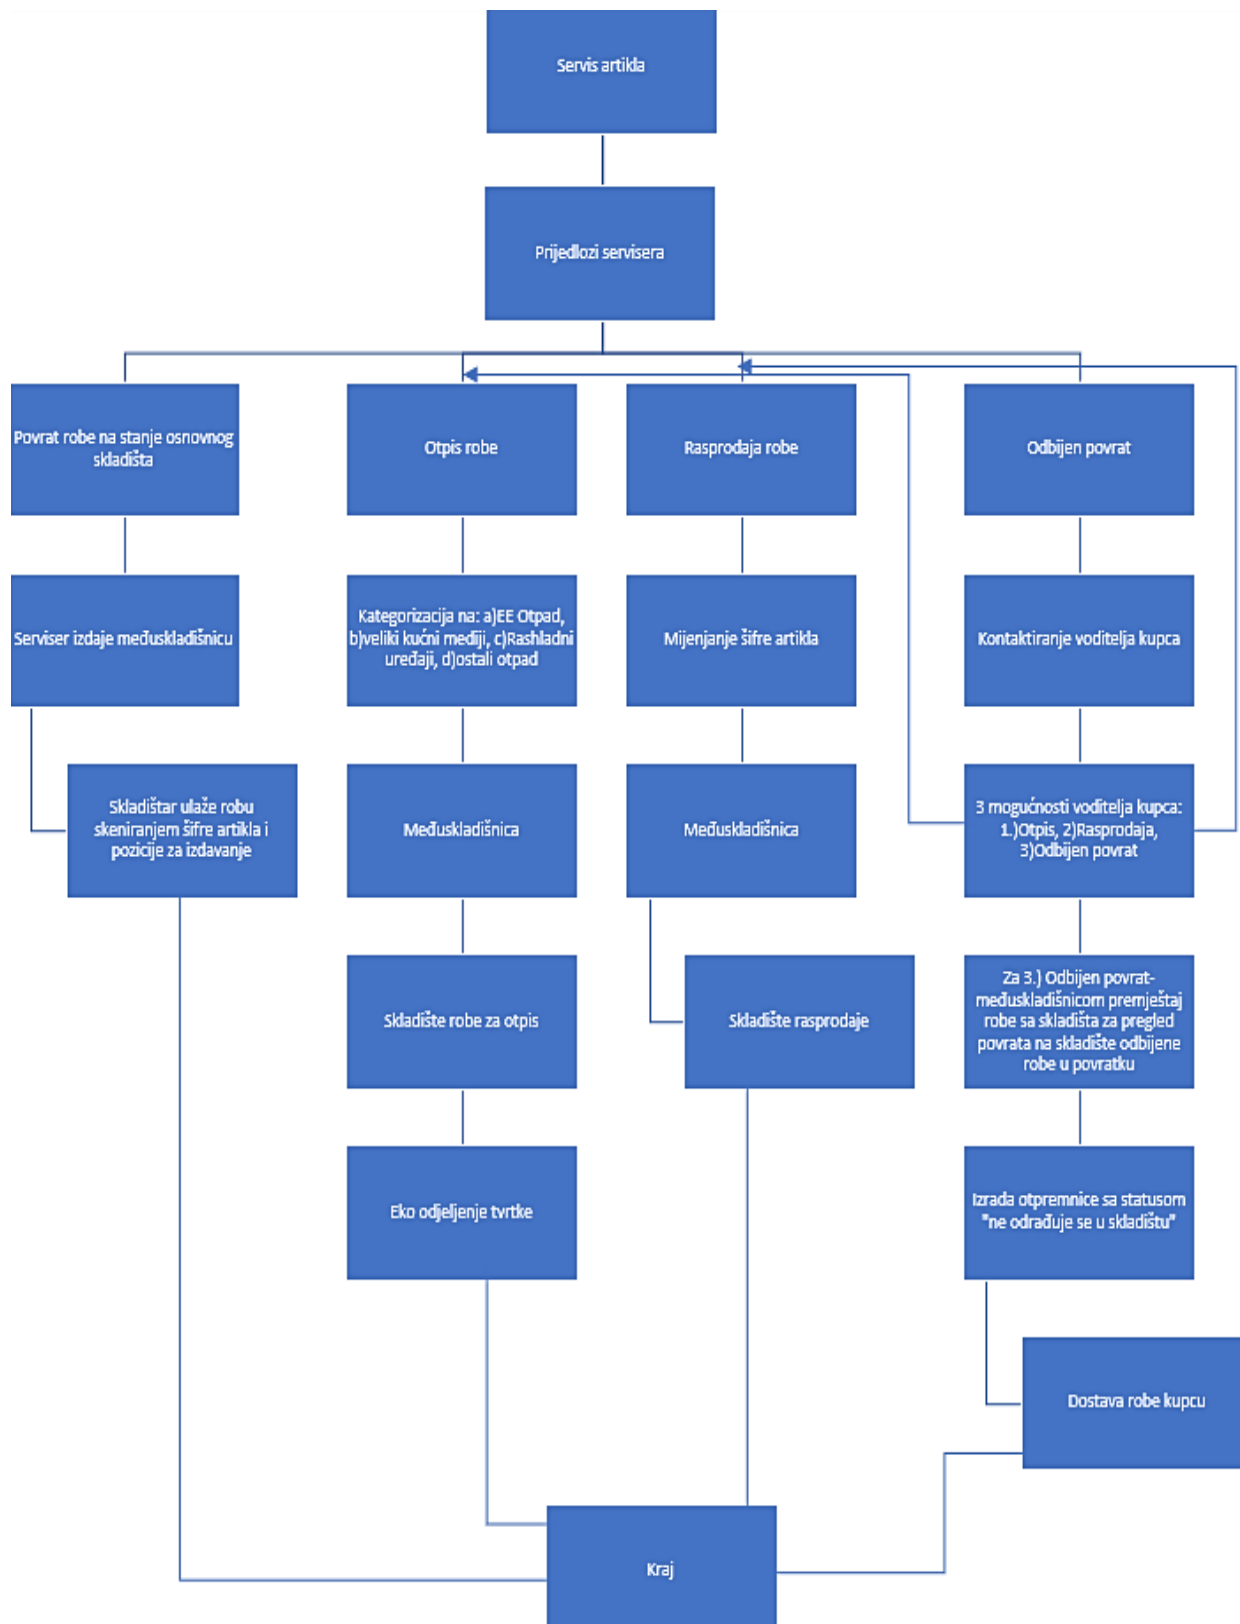 Servis artikla
Prijedlozi servisera
Povrat robe na stanje osnovnog
skladišta
Otpis robe
Rasprodaja robe
Odbijen povrat
Serviser izdaje međuskladišnicu
Kategorizacija na: a)EE Otpad,
b)veliki kućni mediji, c)Rashladni
uređaji, d)ostali otpad
Mijenjanje šifre artikla
Kontaktiranje voditelja kupca
Skladištar ulaže robu
skeniranjem šifre artikla i
pozicije za izdavanje
Međuskladišnica
Međuskladišnica
3 mogućnosti voditelja kupca:
1.)Otpis, 2)Rasprodaja,
3)Odbijen povrat
Skladište robe za otpis
Skladište rasprodaje
Za 3.) Odbijen povrat-
međuskladišnicom premještaj
robe sa skladišta za pregled
povrata na skladište odbijene
robe u povratku
Eko odjeljenje tvrtke
Izrada otpremnice sa statusom
"ne odrađuje se u skladištu"
Dostava robe kupcu
Kraj